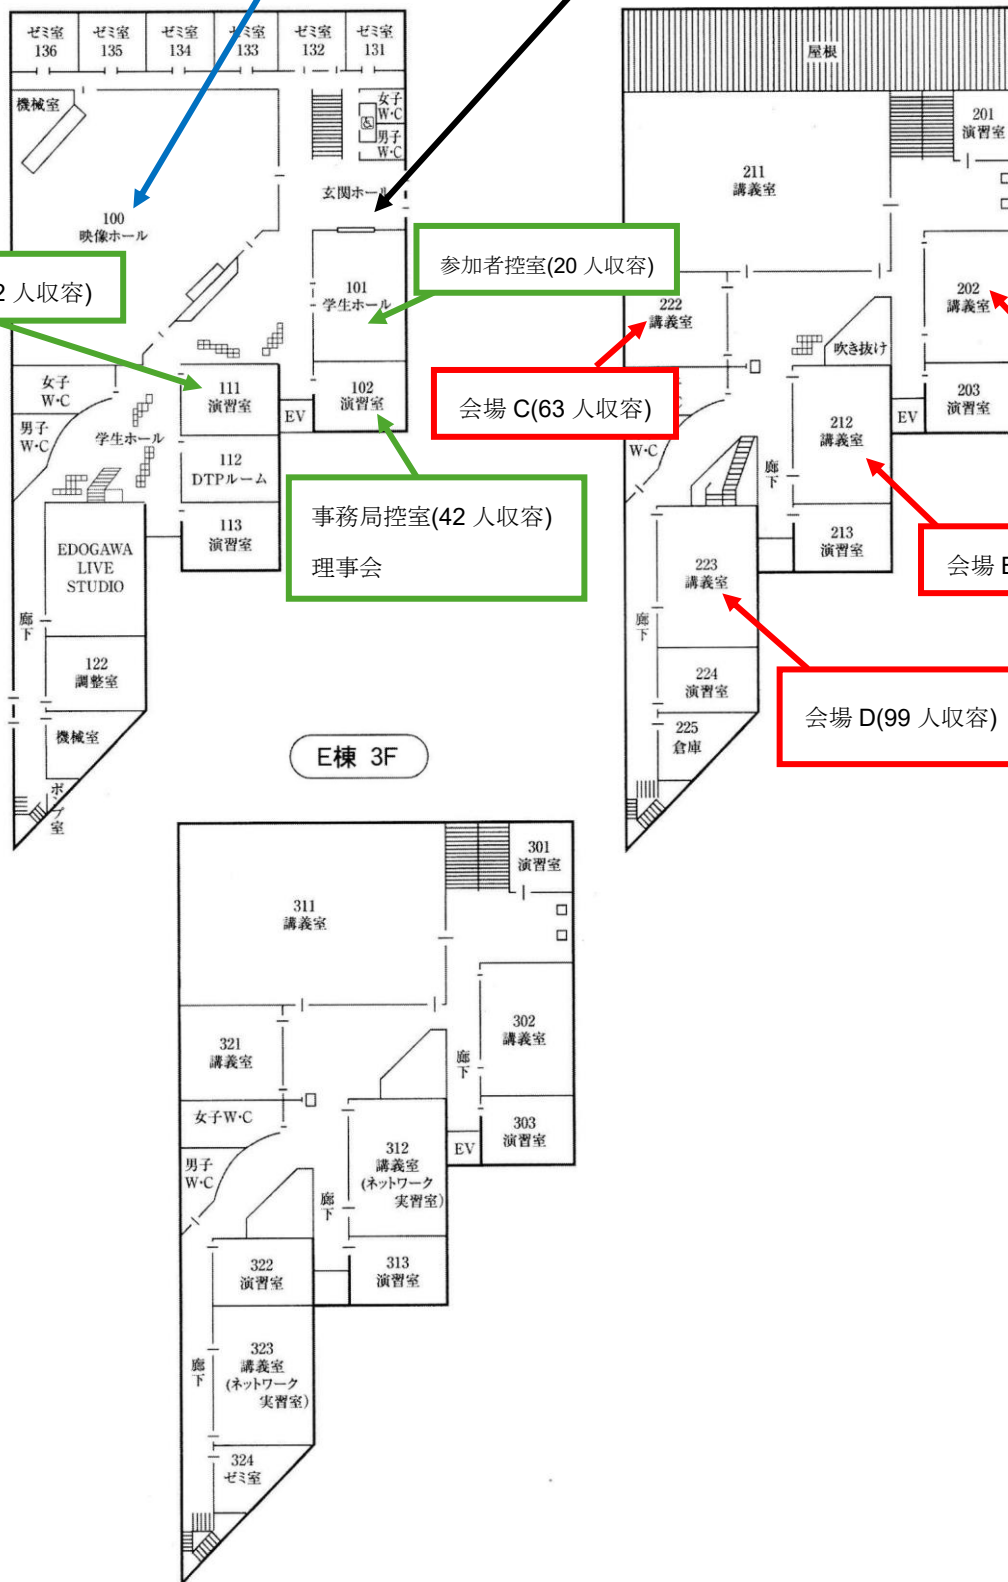 ゼミ室
136
ゼミ室
135
ゼミ室
134
ゼミ室
133
ゼミ室
132
ゼミ室
131
機械室
女子
W・C
男子
W・C
玄関ホール
100
映像ホール
2 人収容)
参加者控室(20 人収容)
101
学生ホール
女子
W・C
男子
W・C
学生ホール
111
演習室
EV
102
演習室
112
DTPルーム
113
演習室
事務局控室(42 人収容)
理事会
EDOGAWA
LIVE
STUDIO
廊下
122
調整室
機械室
ポンプ室
屋根
201
演習室
211
講義室
222
講義室
202
講義室
吹き抜け
会場 C(63 人収容)
203
演習室
EV
212
講義室
W・C
廊下
213
演習室
会場
223
講義室
廊下
224
演習室
会場 D(99 人収容)
225
倉庫
E棟 3F
301
演習室
311
講義室
302
講義室
321
講義室
廊下
女子W・C
303
演習室
EV
312
講義室
(ネットワーク
実習室)
男子
W・C
廊下
322
演習室
313
演習室
323
講義室
(ネットワーク
実習室)
廊下
324
ゼミ室